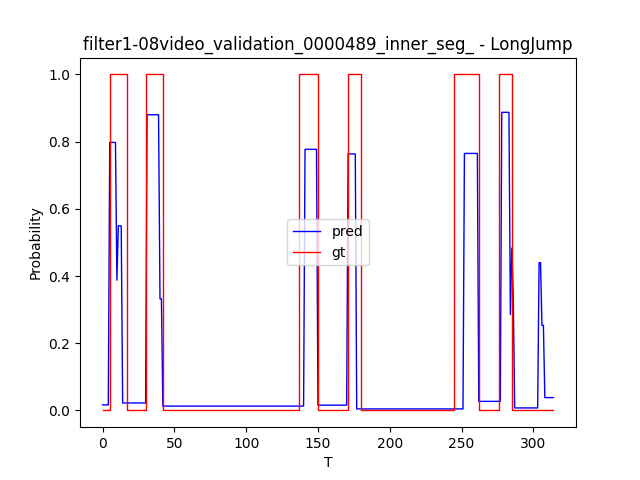 filter1-08video_validation_0000489_inner_seg_ - LongJump
1.0
0.8
0.6
0.4
0.2
0.0
Probability
pred
gt
0 50 100 150 200 250 300
T